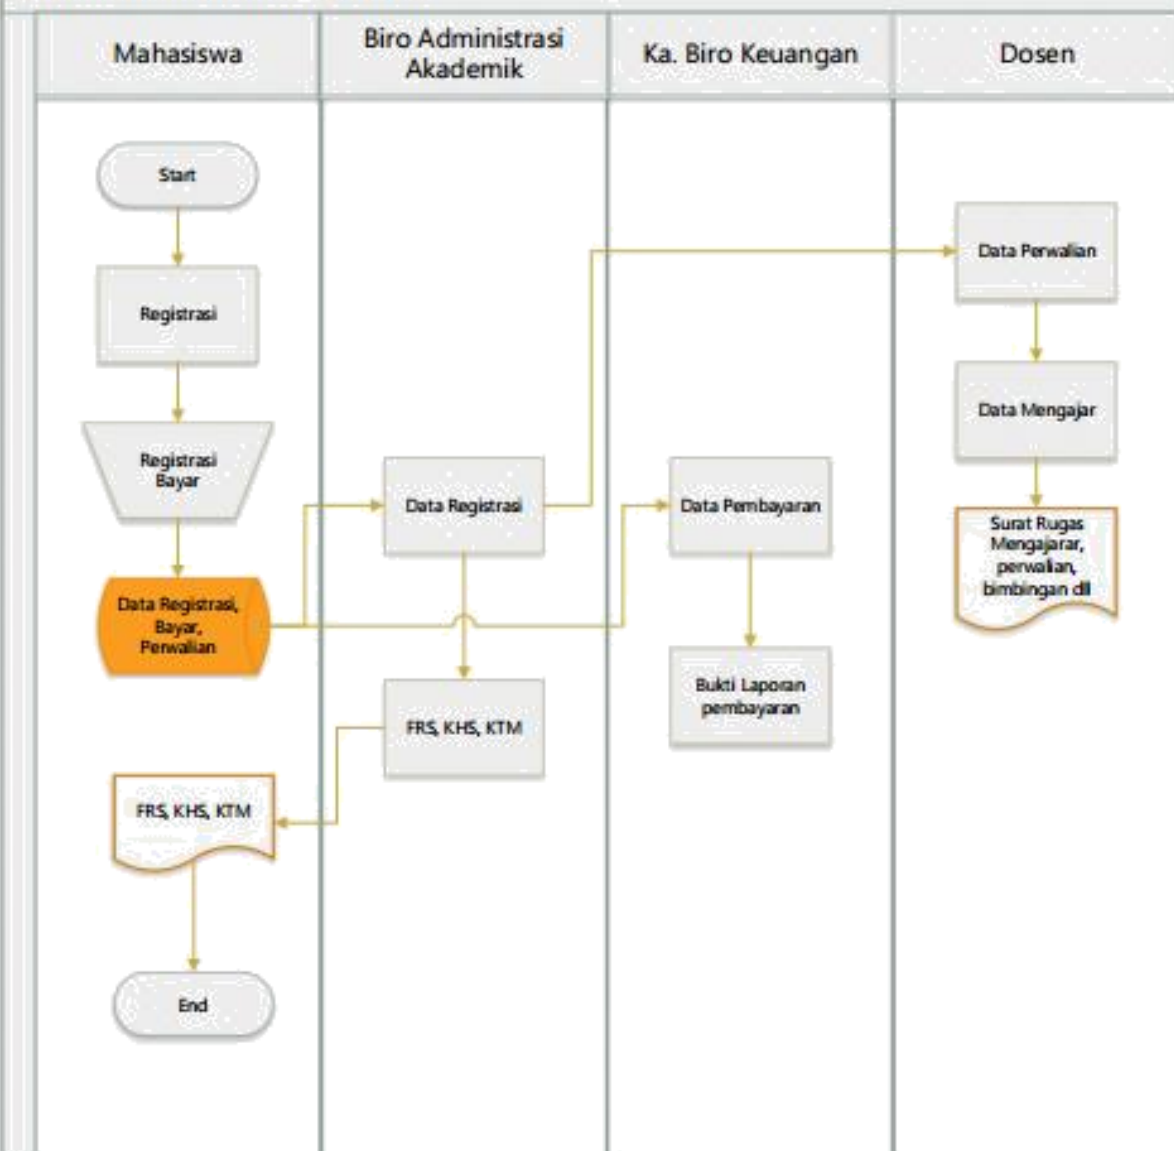 Mahasiswa
Biro Administrasi
Akademik
Ka. Biro Keuangan
Dosen
Start
Registrasi
Registrasi
Bayar
Data Registrasi,
Bayar,
Perwalian
FRS, KHS, KTM
End
Data Registrasi
FRS, KHS, KTM
Data Pembayaran
Bukti Laporan
pembayaran
Data Perwalian
Data Mengajar
Surat Rugas
Mengajarar,
perwalian,
bimbingan dll